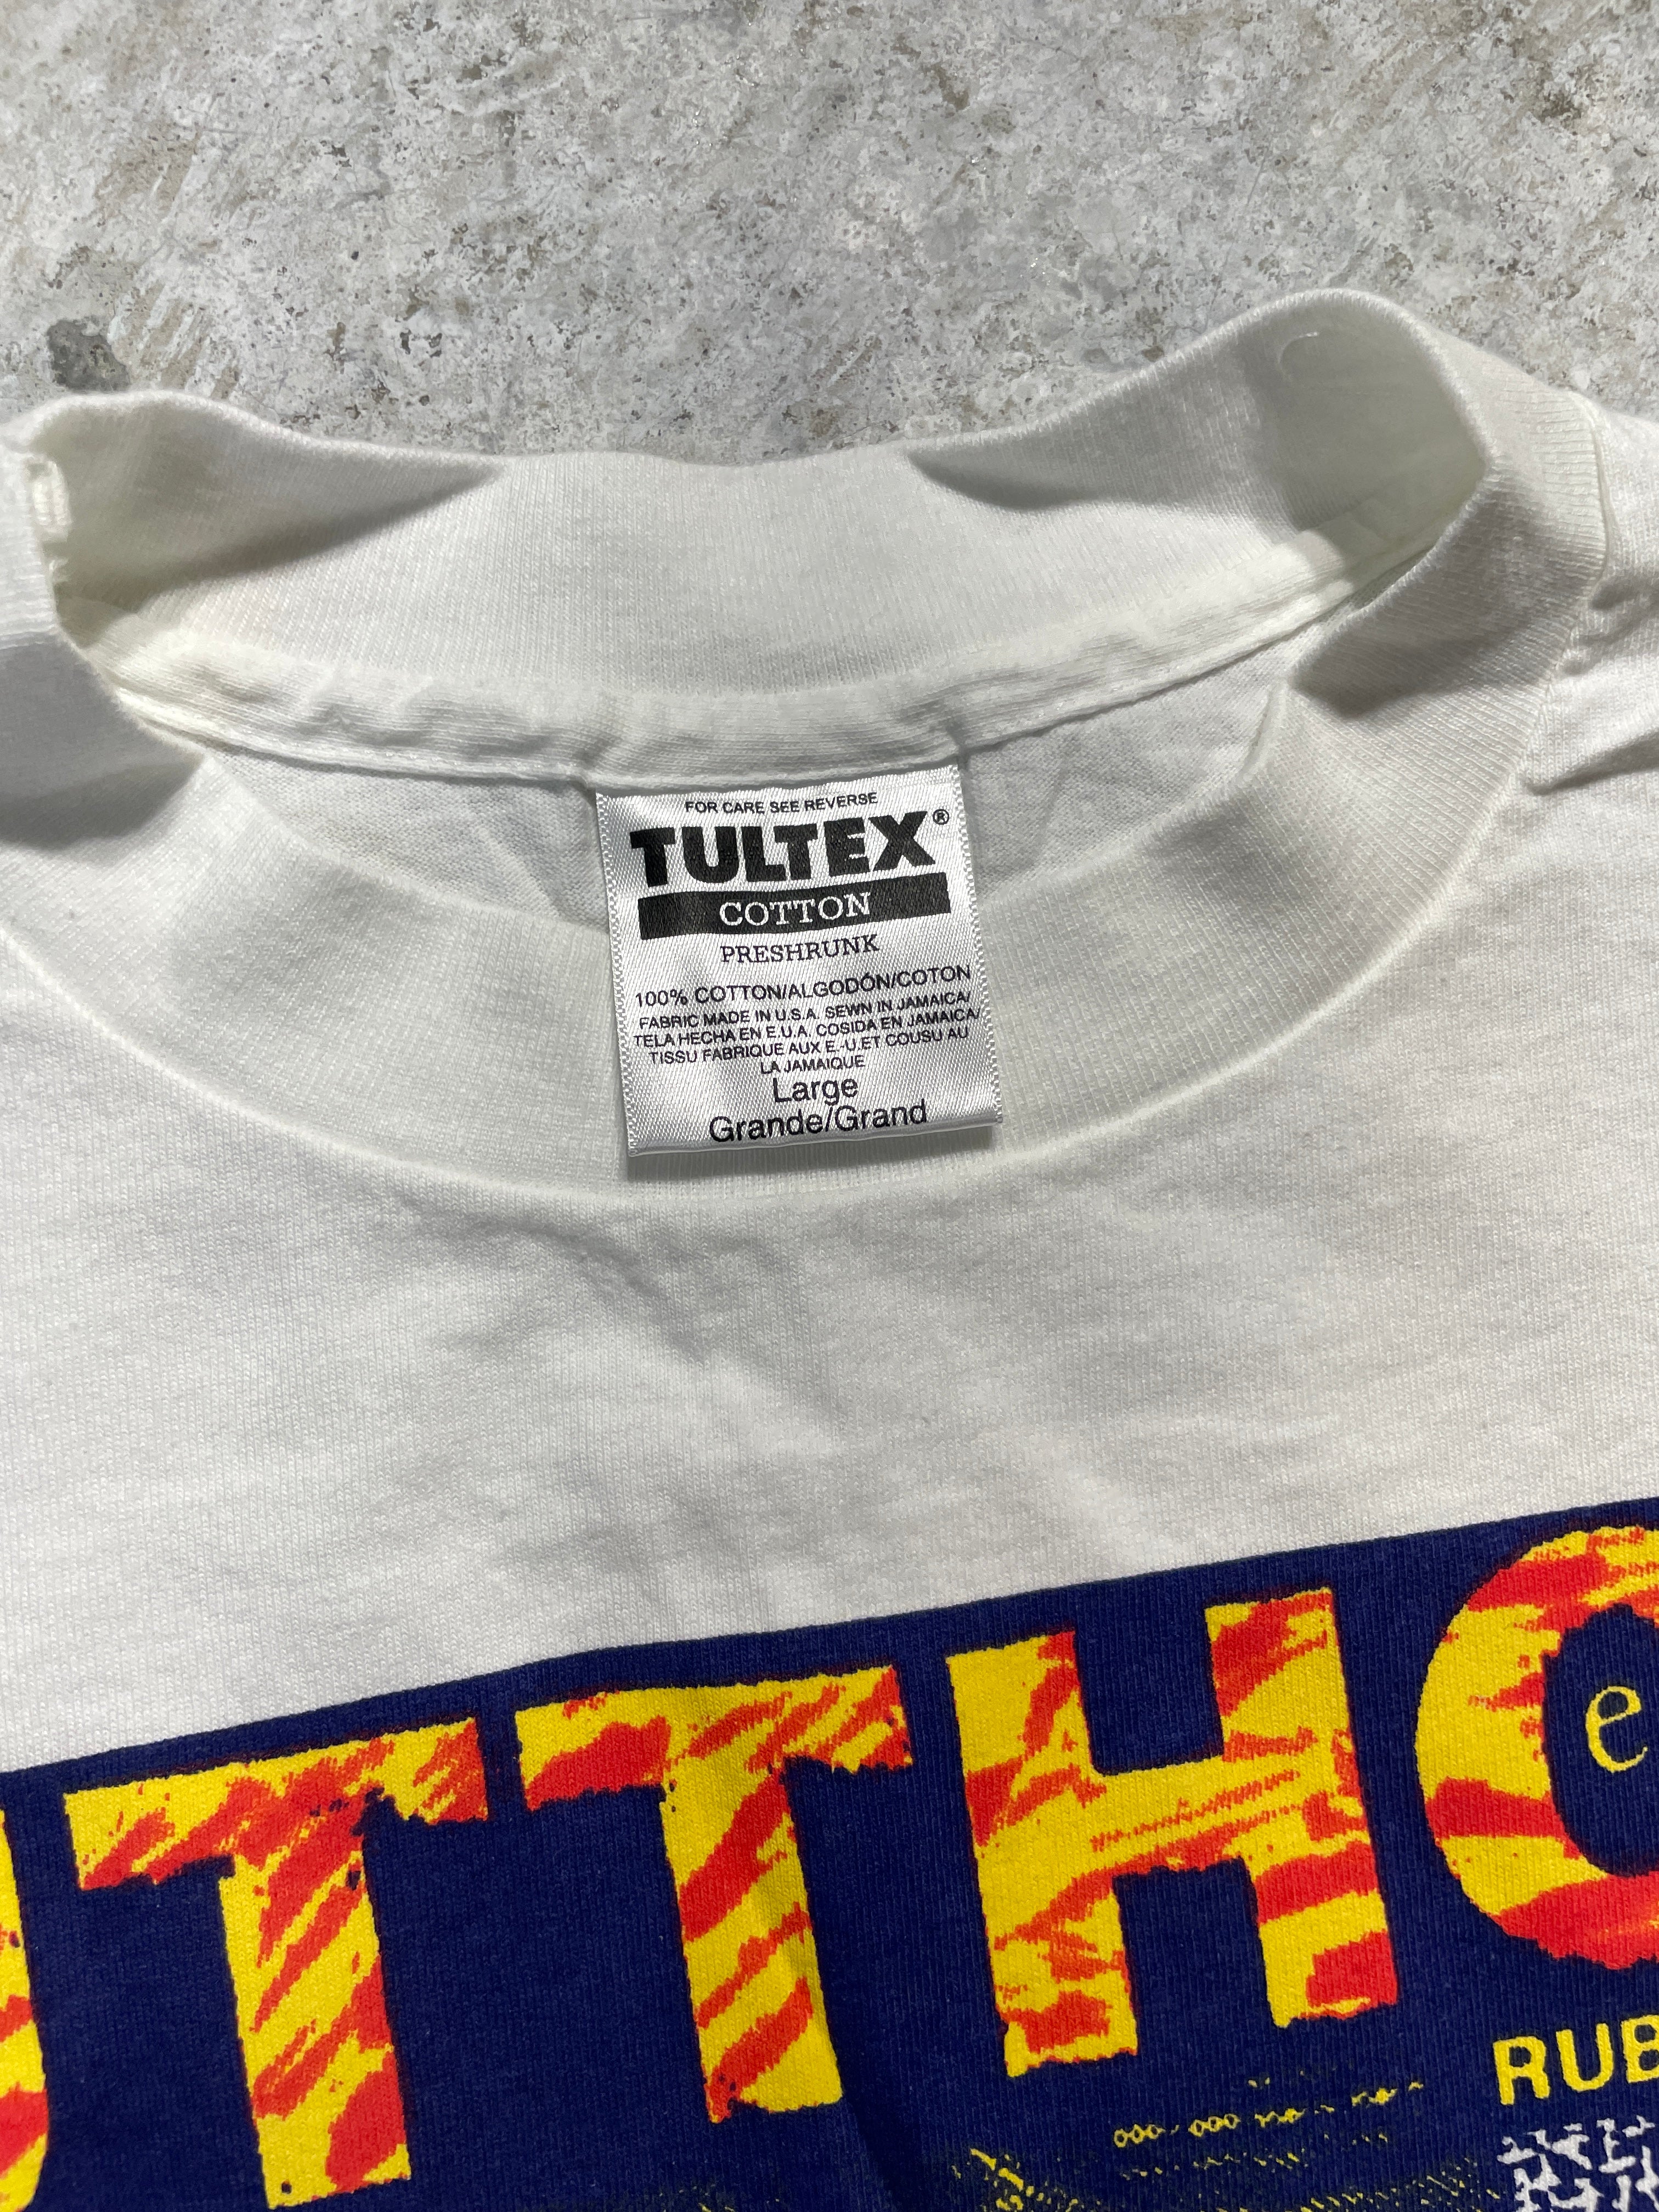 FOR CARE SEE REVERSE
TULTEX®
COTTON
PRESHRUNK
100% COTTON/ALGODÓN/COTON
FABRIC MADE IN U.S.A. SEWN IN JAMAICA/
TELA HECHA EN E.U.A. COSIDA EN JAMAICA/
TISSU FABRIQUE AUX E.-U.ET COUSU AU
LA JAMAIQUE
Large
Grande/Grand
UTTHO
e
RUB